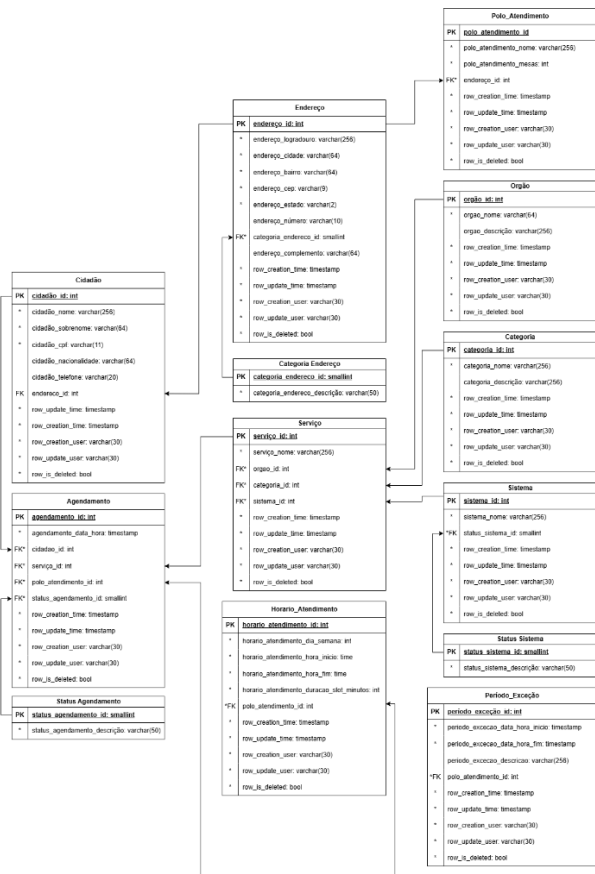 Polo_Atendimento
PK polo_atendimento_id
* polo_atendimento_nome: varchar(256)
* polo_atendimento_mesas: int
FK* endereço_id: int
* row_creation_time: timestamp
* row_update_time: timestamp
* row_creation_user: varchar(30)
* row_update_user: varchar(30)
* row_is_deleted: bool
Endereço
PK endereço_id: int
* endereço_logradouro: varchar(256)
* endereço_cidade: varchar(64)
* endereço_bairro: varchar(64)
* endereço_cep: varchar(9)
* endereço_estado: varchar(2)
endereço_número: varchar(10)
FK* categoria_endereco_id: smallint
endereço_complemento: varchar(64)
* row_creation_time: timestamp
* row_update_time: timestamp
* row_creation_user: varchar(30)
* row_update_user: varchar(30)
* row_is_deleted: bool
Orgão
PK orgão_id: int
* orgao_nome: varchar(64)
orgao_descrição: varchar(256)
* row_creation_time: timestamp
* row_update_time: timestamp
* row_creation_user: varchar(30)
* row_update_user: varchar(30)
* row_is_deleted: bool
Cidadão
PK cidadão_id: int
* cidadão_nome: varchar(256)
* cidadão_sobrenome: varchar(64)
* cidadão_cpf: varchar(11)
cidadão_nacionalidade: varchar(64)
cidadão_telefone: varchar(20)
FK endereco_id: int
* row_update_time: timestamp
* row_creation_time: timestamp
* row_creation_user: varchar(30)
* row_update_user: varchar(30)
* row_is_deleted: bool
Categoria Endereço
PK categoria_endereco_id: smallint
* categoria_endereco_descrição: varchar(50)
Categoria
PK categoria_id: int
* categoria_nome: varchar(256)
categoria_descrição: varchar(256)
* row_creation_time: timestamp
* row_update_time: timestamp
* row_creation_user: varchar(30)
* row_update_user: varchar(30)
* row_is_deleted: bool
Serviço
PK serviço_id: int
* serviço_nome: varchar(256)
FK* orgao_id: int
FK* categoria_id: int
FK* sistema_id: int
* row_creation_time: timestamp
* row_update_time: timestamp
* row_creation_user: varchar(30)
* row_update_user: varchar(30)
* row_is_deleted: bool
Sistema
PK sistema_id: int
* sistema_nome: varchar(256)
*FK status_sistema_id: smallint
* row_creation_time: timestamp
* row_update_time: timestamp
* row_creation_user: varchar(30)
* row_update_user: varchar(30)
* row_is_deleted: bool
Agendamento
PK agendamento_id: int
* agendamento_data_hora: timestamp
FK* cidadao_id: int
FK* serviço_id: int
FK* polo_atendimento_id: int
FK* status_agendamento_id: smallint
* row_creation_time: timestamp
* row_update_time: timestamp
* row_creation_user: varchar(30)
* row_update_user: varchar(30)
* row_is_deleted: bool
Status Agendamento
PK status_agendamento_id: smallint
* status_agendamento_descrição: varchar(50)
Horario_Atendimento
PK horario_atendimento_id: int
* horario_atendimento_dia_semana: int
* horario_atendimento_hora_inicio: time
* horario_atendimento_hora_fim: time
* horario_atendimento_duracao_slot_minutos: int
*FK polo_atendimento_id: int
* row_creation_time: timestamp
* row_update_time: timestamp
* row_creation_user: varchar(30)
* row_update_user: varchar(30)
* row_is_deleted: bool
Status Sistema
PK status_sistema_id: smallint
* status_sistema_descrição: varchar(50)
Período_Exceção
PK período_exceção_id: int
* periodo_excecao_data_hora_inicio: timestamp
* periodo_excecao_data_hora_fim: timestamp
periodo_excecao_descricao: varchar(256)
*FK polo_atendimento_id: int
* row_creation_time: timestamp
* row_update_time: timestamp
* row_creation_user: varchar(30)
* row_update_user: varchar(30)
* row_is_deleted: bool